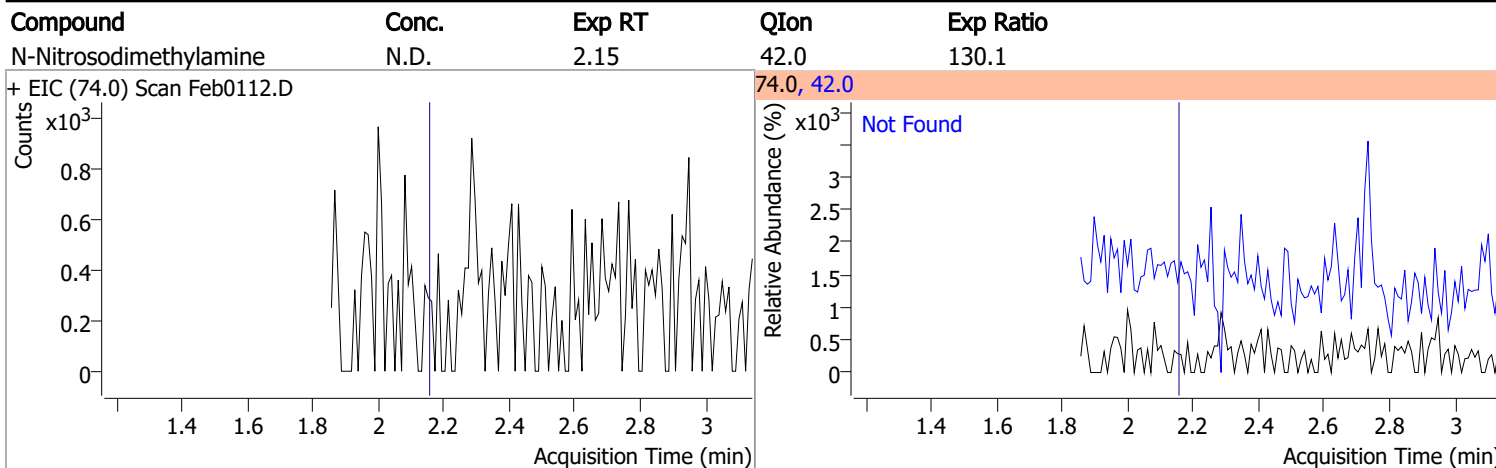 Compound Conc. Exp RT QIon Exp Ratio
N-Nitrosodimethylamine N.D. 2.15 42.0 130.1
+ EIC (74.0) Scan Feb0112.D
Counts
x10³
0.8
0.6
0.4
0.2
0
1.4 1.6 1.8 2 2.2 2.4 2.6 2.8 3
Acquisition Time (min)
74.0, 42.0
Relative Abundance (%)
x10³
Not Found
3
2.5
2
1.5
1
0.5
0
1.4 1.6 1.8 2 2.2 2.4 2.6 2.8 3
Acquisition Time (min)